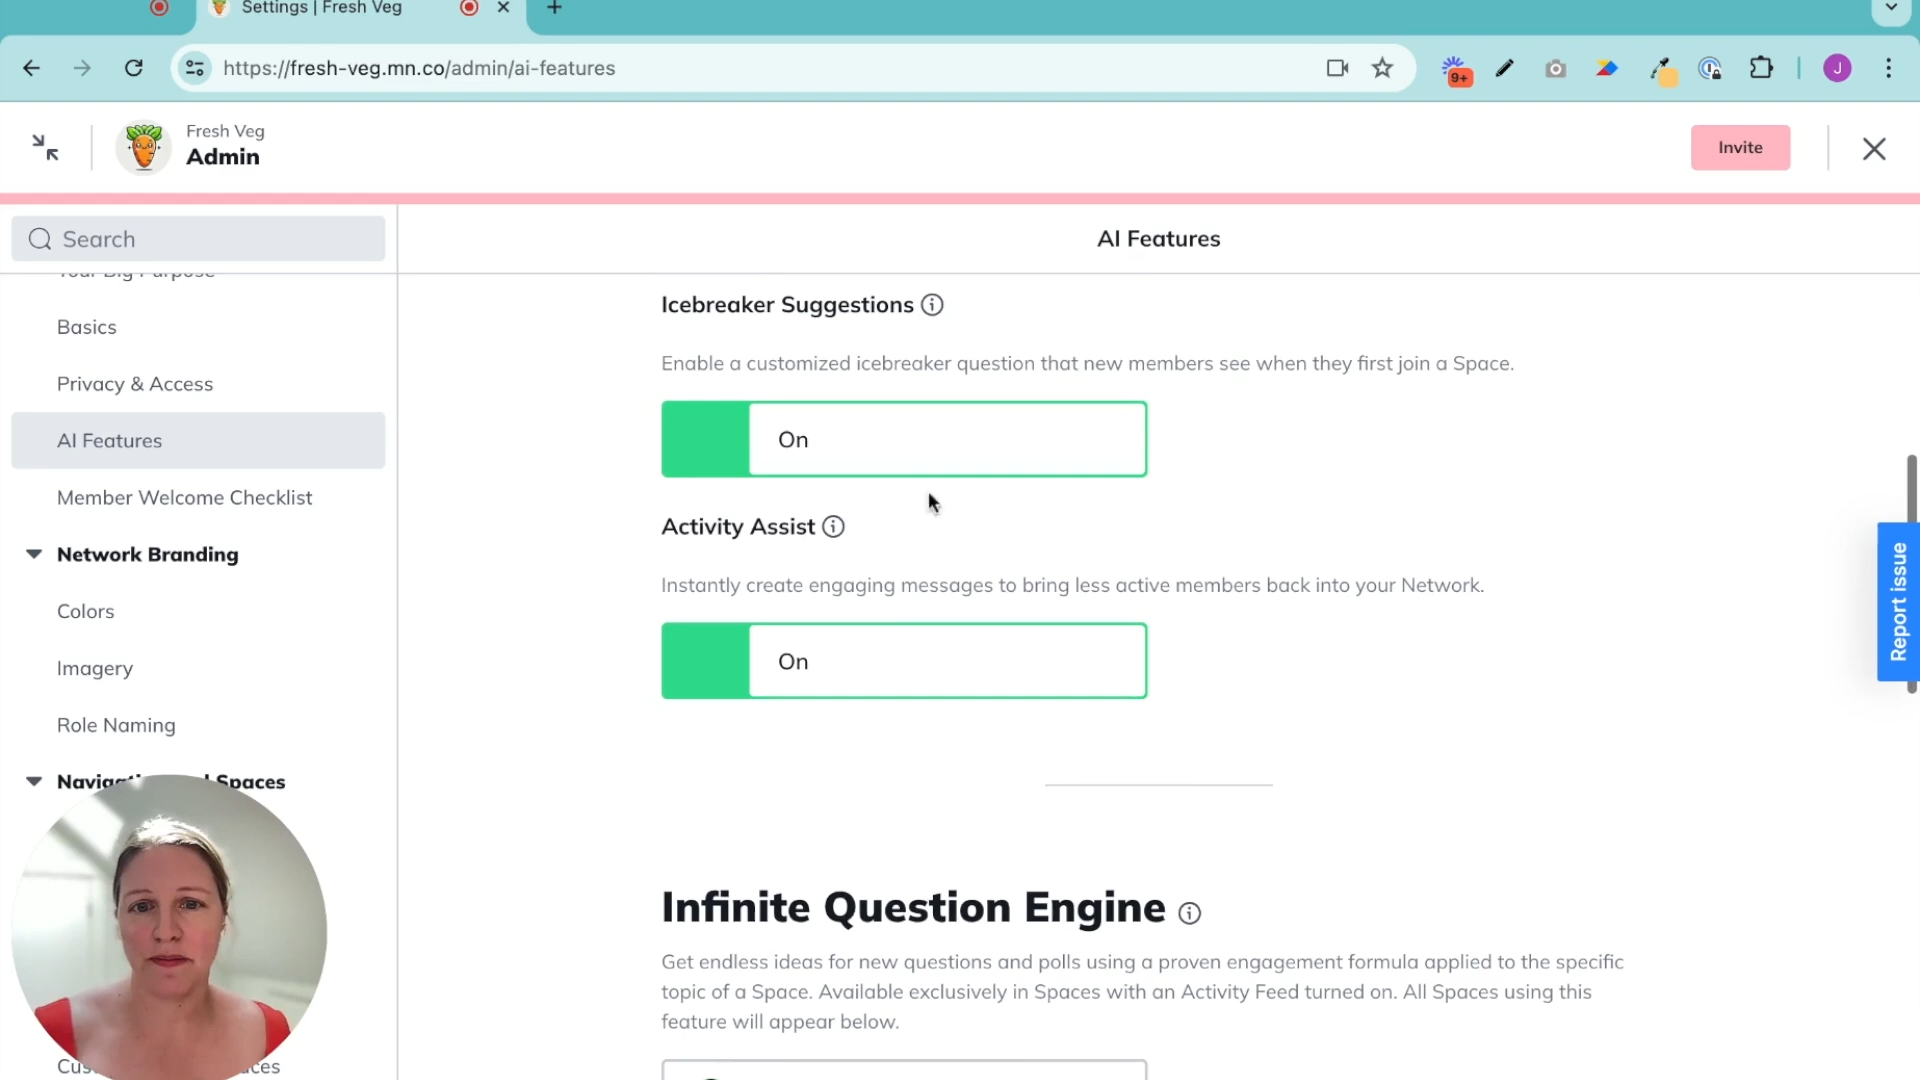 Settings | Fresh Veg
https://fresh-veg.mn.co/admin/ai-features
9+
J
Fresh Veg
Admin
Invite
Search
AI Features
Your Big Purpose
Basics
Privacy & Access
AI Features
Member Welcome Checklist
Network Branding
Colors
Imagery
Role Naming
Spaces
Icebreaker Suggestions
Enable a customized icebreaker question that new members see when they first join a Space.
On
Activity Assist
Instantly create engaging messages to bring less active members back into your Network.
On
Report issue
Infinite Question Engine
Get endless ideas for new questions and polls using a proven engagement formula applied to the specific
topic of a Space. Available exclusively in Spaces with an Activity Feed turned on. All Spaces using this
feature will appear below.